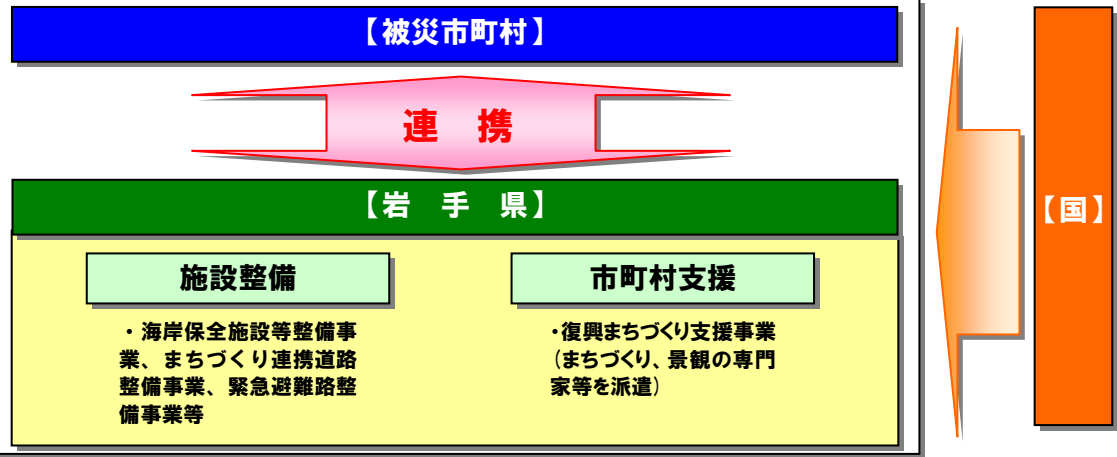 【被災市町村】
連　携
【岩　手　県】
【国】
施設整備
・海岸保全施設等整備事
業、まちづくり連携道路
整備事業、緊急避難路整
備事業等
市町村支援
・復興まちづくり支援事業
（まちづくり、景観の専門
家等を派遣）